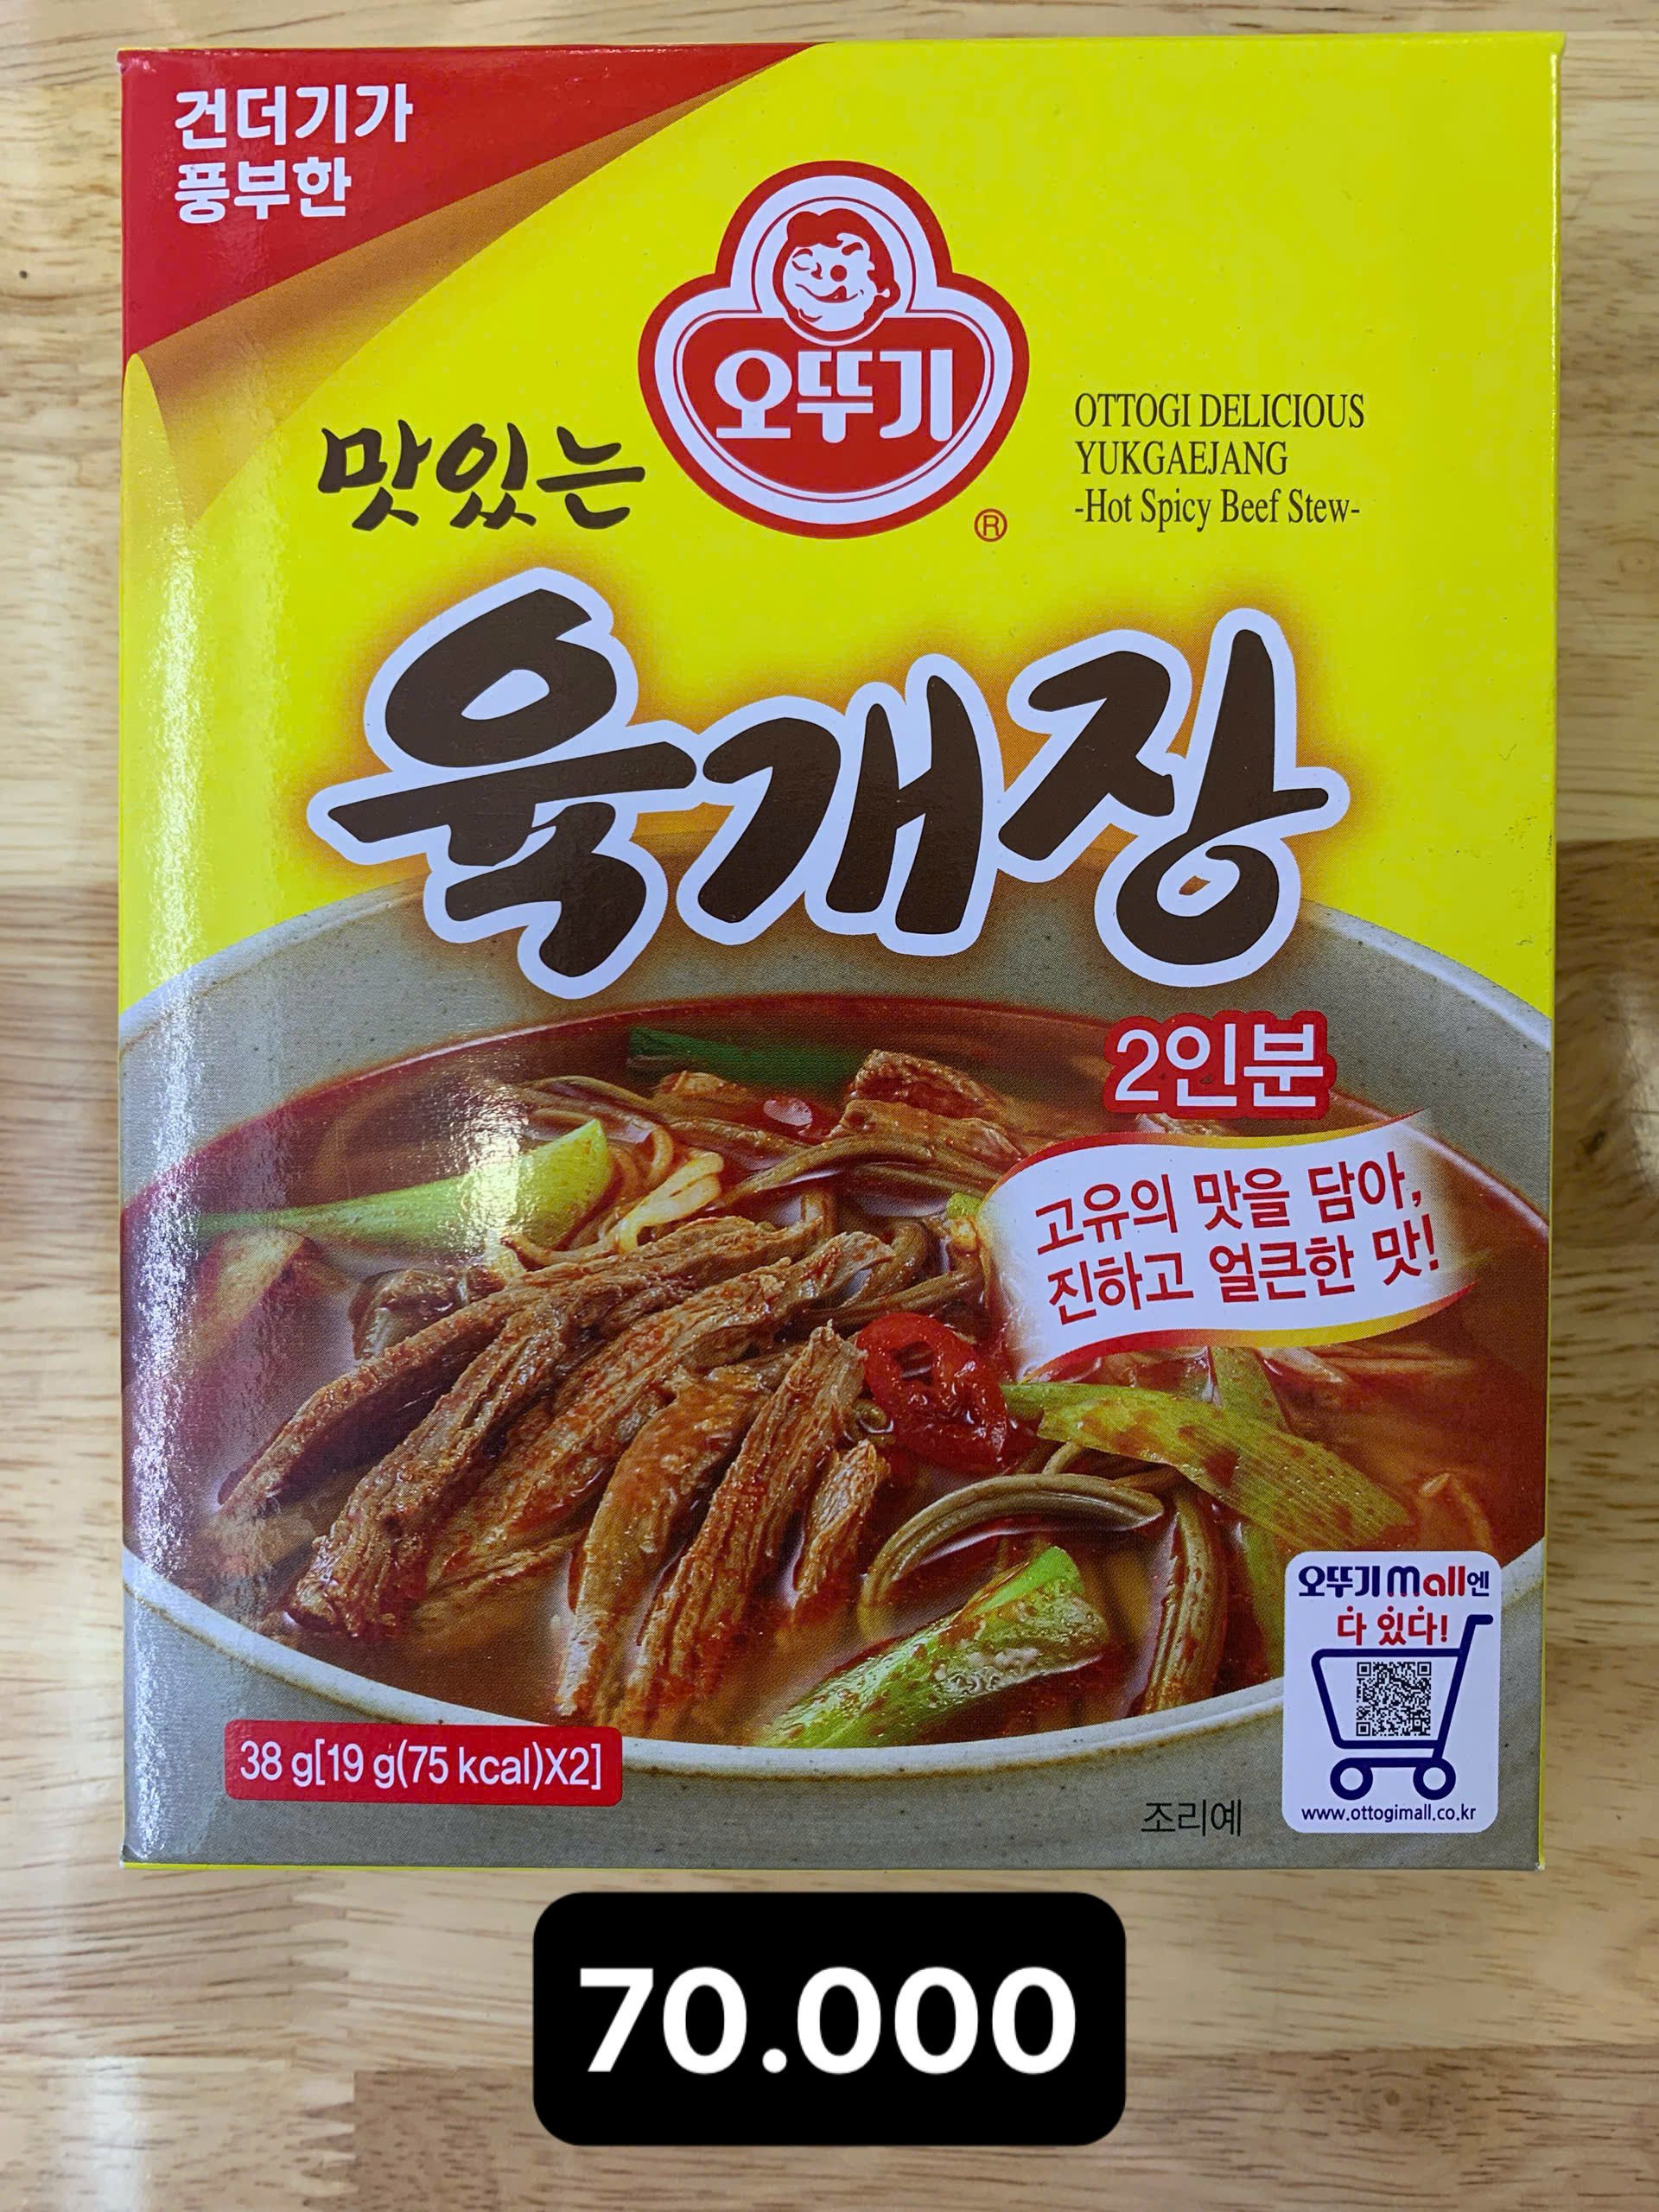 건더기가
풍부한
오뚜기
®
맛있는
OTTOGI DELICIOUS
YUKGAEJANG
-Hot Spicy Beef Stew-
육개장
2인분
고유의 맛을 담아,
진하고 얼큰한 맛!
오뚜기 mall엔
다 있다!
www.ottogimall.co.kr
38 g[19 g(75 kcal)X2]
조리예
70.000